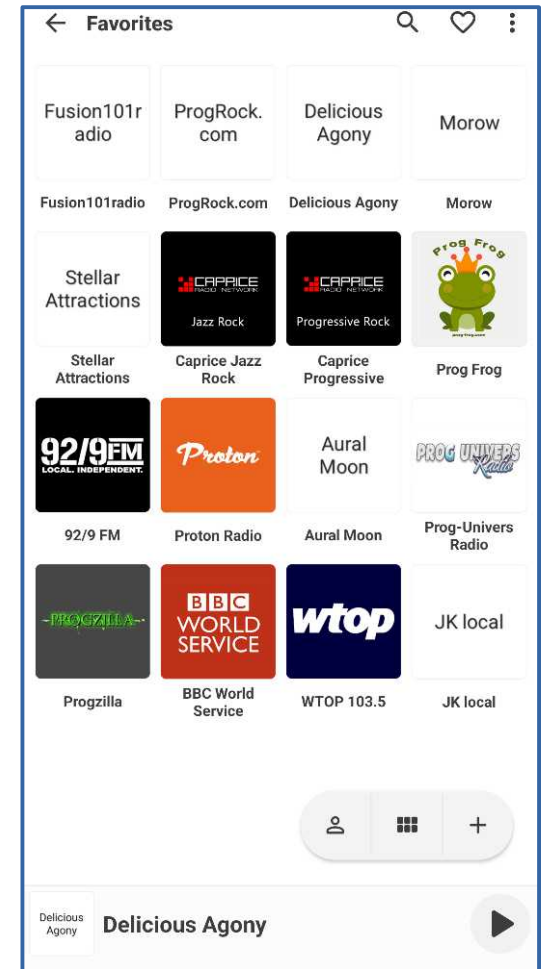 Favorites
Fusion101r
adio
ProgRock.
com
Delicious
Agony
Morow
Fusion101radio
ProgRock.com
Delicious Agony
Morow
Stellar
Attractions
CAPRICE
RADIO NETWORK
Jazz Rock
CAPRICE
RADIO NETWORK
Progressive Rock
Prog Frog
prog-frog.com
Stellar
Attractions
Caprice Jazz
Rock
Caprice
Progressive
Prog Frog
92/9FM
LOCAL. INDEPENDENT.
Proton
Aural
Moon
PROG UNIVERS
Radio
92/9 FM
Proton Radio
Aural Moon
Prog-Univers
Radio
-PROGZILLA-
BBC
WORLD
SERVICE
wtop
JK local
Progzilla
BBC World
Service
WTOP 103.5
JK local
Delicious
Agony
Delicious Agony